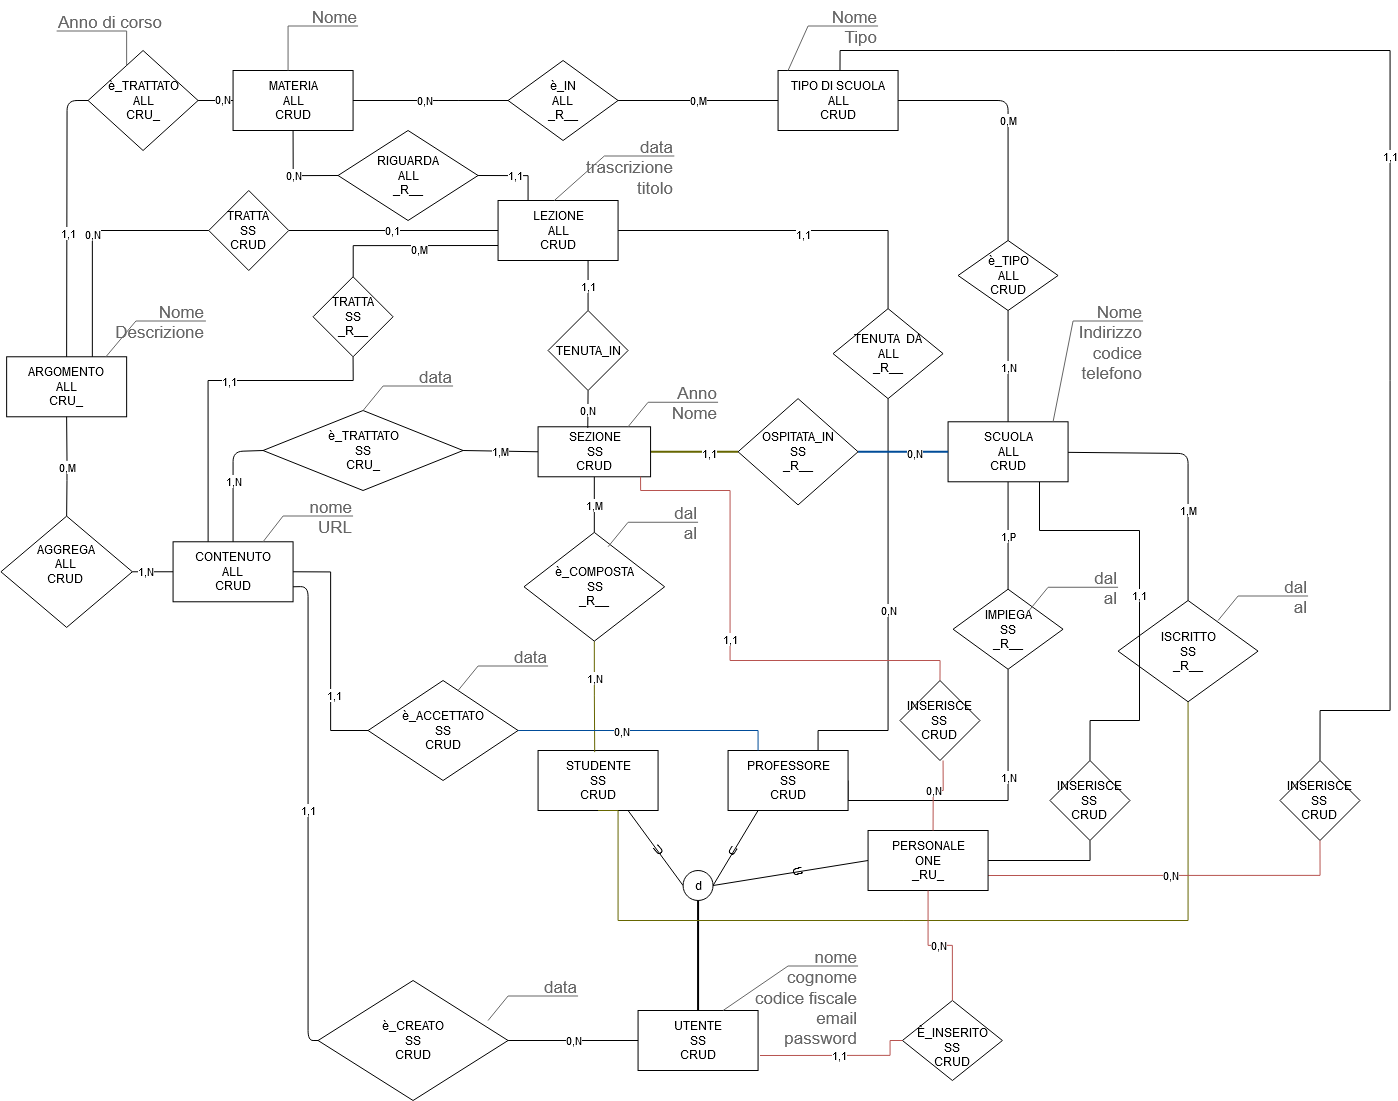 Anno di corso
Nome
Nome
Tipo
è_TRATTATO
ALL
CRU_
0,N
MATERIA
ALL
CRUD
0,N
è_IN
ALL
_R__
0,M
TIPO DI SCUOLA
ALL
CRUD
0,M
1,1
0,N
RIGUARDA
ALL
_R__
1,1
data
trascrizione
titolo
1,1
0,N
TRATTA
SS
CRUD
0,1
LEZIONE
ALL
CRUD
1,1
0,M
1,1
TRATTA
SS
_R__
è_TIPO
ALL
CRUD
Nome
Descrizione
TENUTA_IN
TENUTA DA
ALL
_R__
Nome
Indirizzo
codice
telefono
ARGOMENTO
ALL
CRU_
1,1
data
0,N
1,N
Anno
Nome
0,M
1,N
è_TRATTATO
SS
CRU_
1,M
SEZIONE
SS
CRUD
1,1
OSPITATA_IN
SS
_R__
0,N
SCUOLA
ALL
CRUD
1,M
nome
URL
1,M
dal
al
1,P
AGGREGA
ALL
CRUD
1,N
CONTENUTO
ALL
CRUD
è_COMPOSTA
SS
_R__
dal
al
1,1
dal
al
0,N
IMPIEGA
SS
_R__
ISCRITTO
SS
_R__
1,1
data
1,N
1,1
INSERISCE
SS
CRUD
è_ACCETTATO
SS
CRUD
0,N
STUDENTE
SS
CRUD
PROFESSORE
SS
CRUD
0,N
1,N
INSERISCE
SS
CRUD
INSERISCE
SS
CRUD
1,1
PERSONALE
ONE
_RU_
0,N
U
U
U
d
0,N
nome
cognome
codice fiscale
email
password
data
è_CREATO
SS
CRUD
0,N
UTENTE
SS
CRUD
1,1
È_INSERITO
SS
CRUD